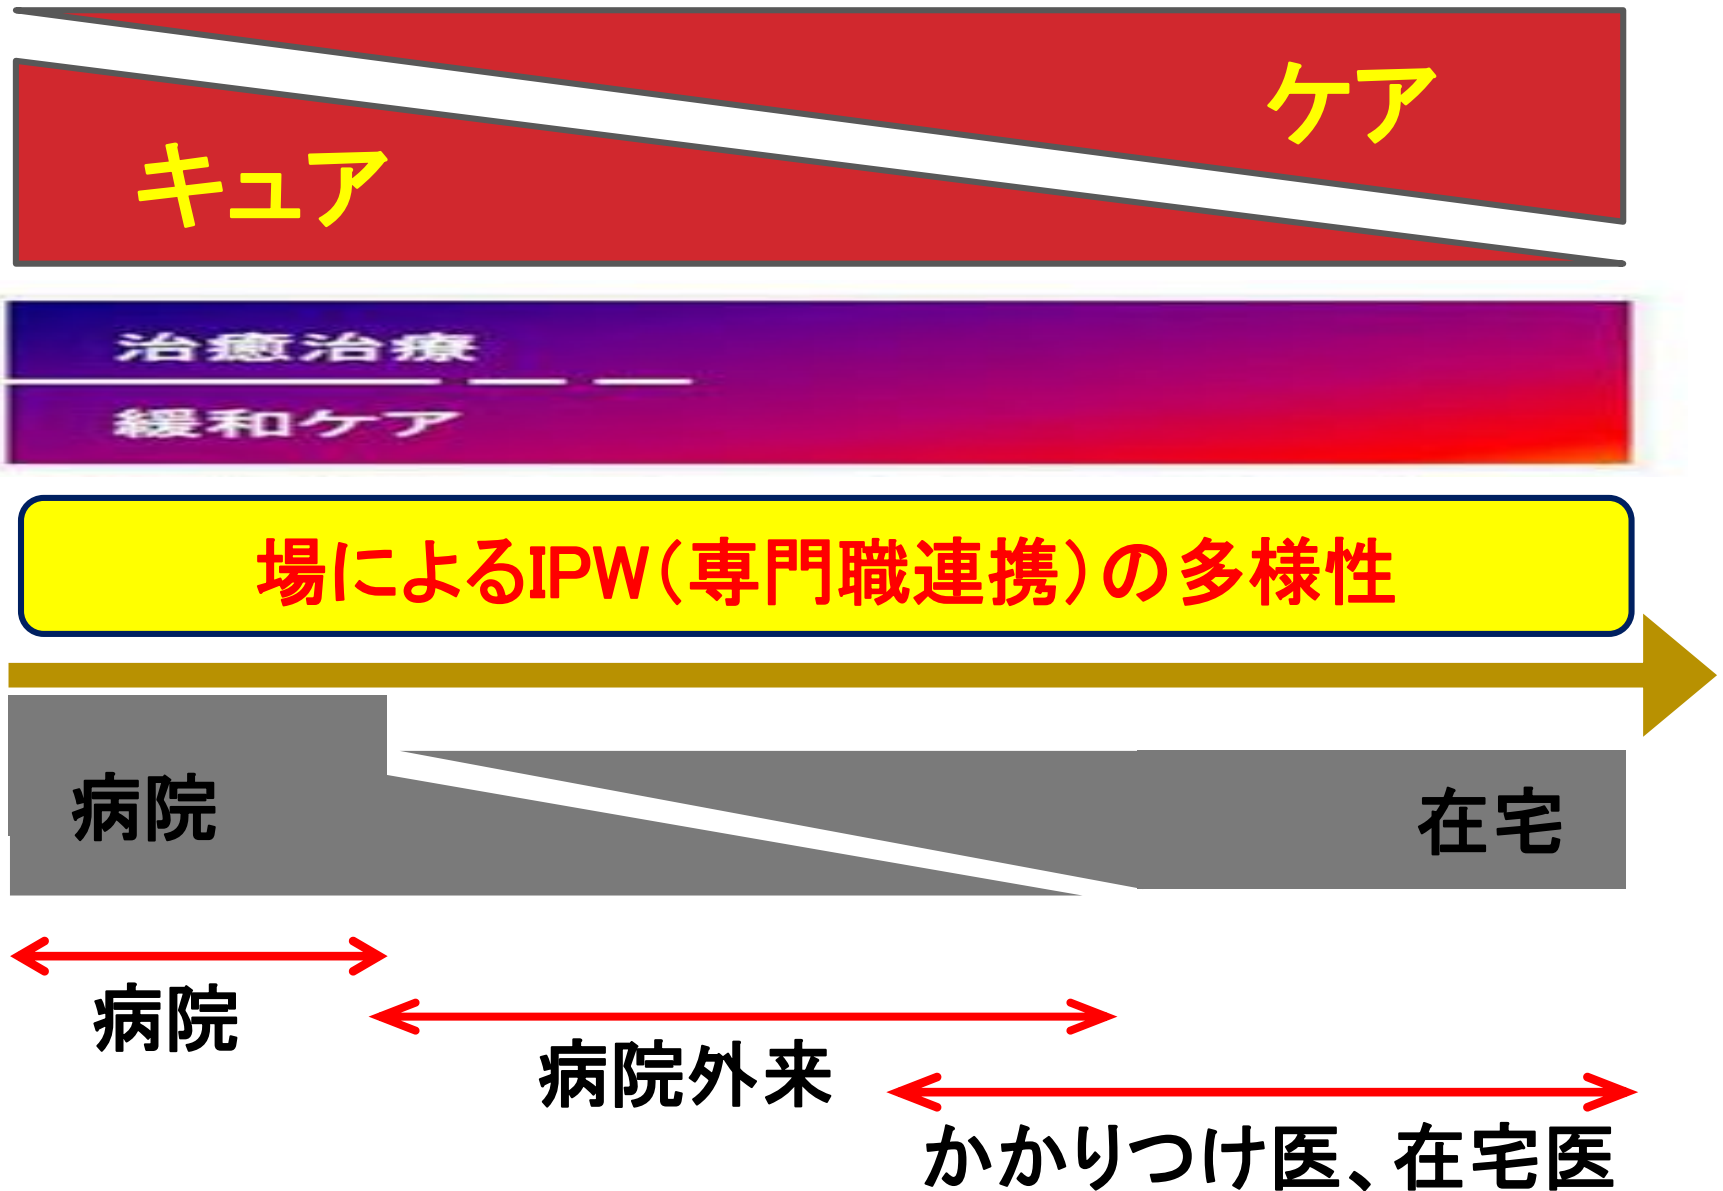 ケア
キュア
治癒治療
緩和ケア
場によるIPW(専門職連携)の多様性
病院
在宅
病院
病院外来
かかりつけ医、在宅医